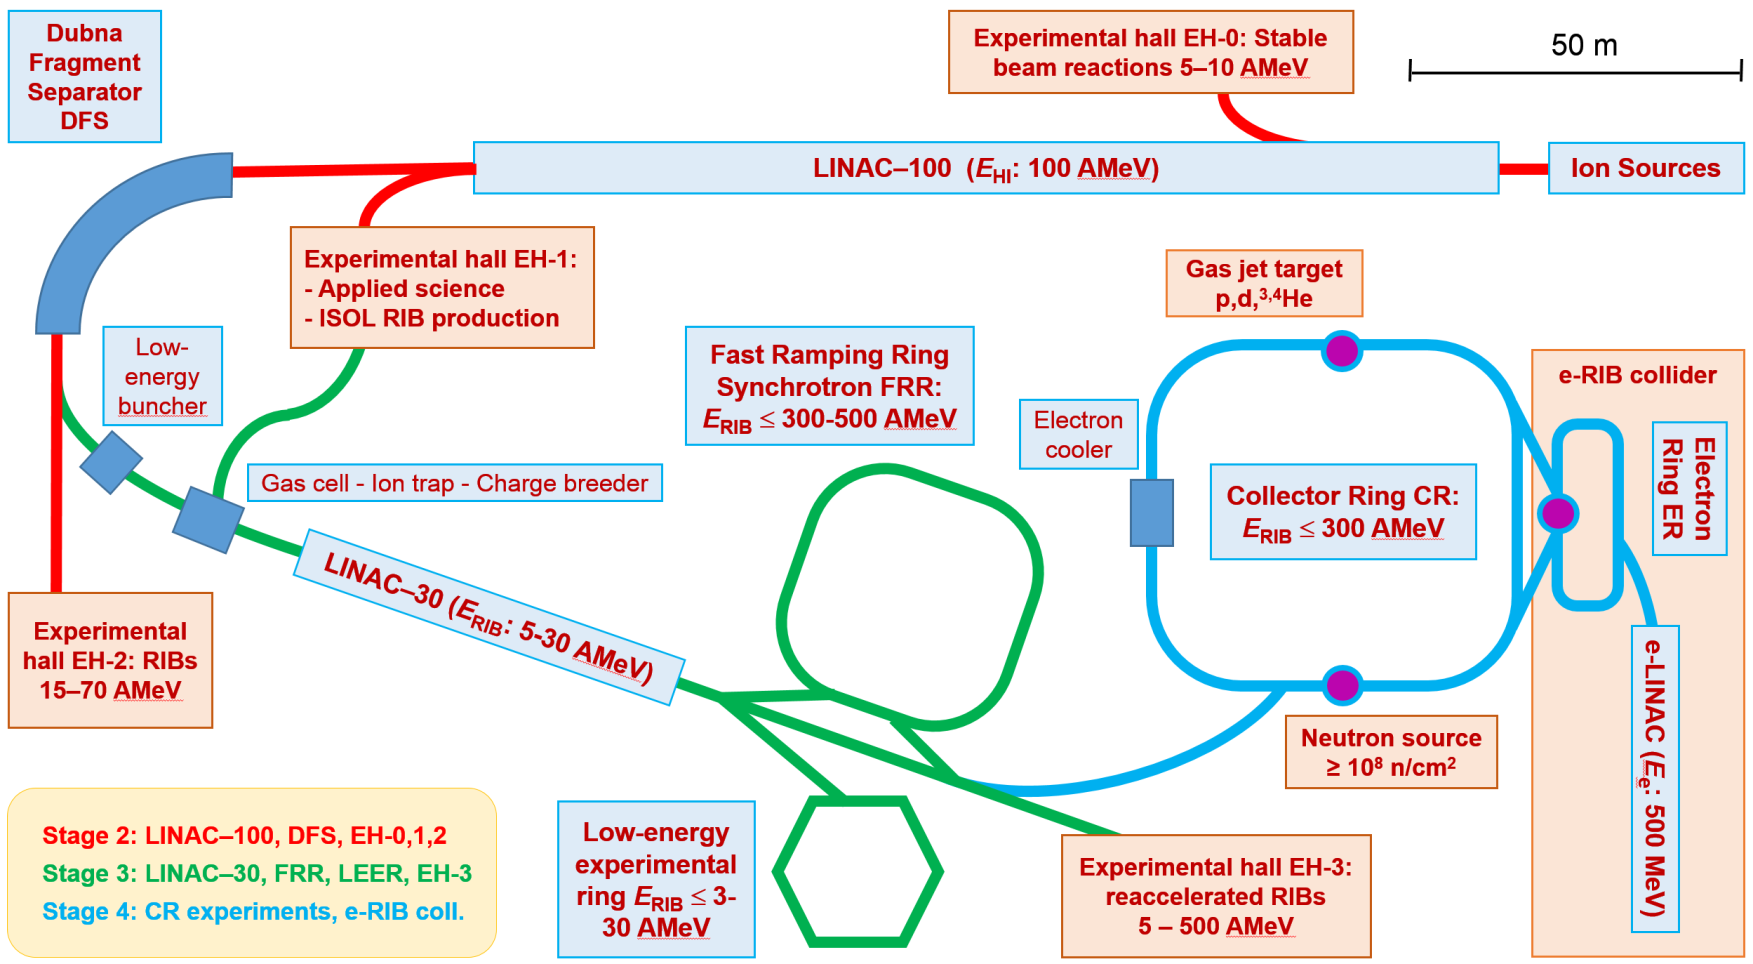 Dubna
Fragment
Separator
DFS
Experimental hall EH-0: Stable
beam reactions 5–10 AMeV
50 m
LINAC–100 (E_HI: 100 AMeV)
Ion Sources
Experimental hall EH-1:
- Applied science
- ISOL RIB production
Gas jet target
p,d,³,⁴He
Low-
energy
buncher
Fast Ramping Ring
Synchrotron FRR:
E_RIB ≤ 300-500 AMeV
e-RIB collider
Electron
cooler
Electron
Ring ER
Gas cell - Ion trap - Charge breeder
Collector Ring CR:
E_RIB ≤ 300 AMeV
LINAC–30 (E_RIB: 5-30 AMeV)
Experimental
hall EH-2: RIBs
15–70 AMeV
e-LINAC (E_e: 500 MeV)
Neutron source
≥ 10⁸ n/cm²
Stage 2: LINAC–100, DFS, EH-0,1,2
Stage 3: LINAC–30, FRR, LEER, EH-3
Stage 4: CR experiments, e-RIB coll.
Low-energy
experimental
ring E_RIB ≤ 3-
30 AMeV
Experimental hall EH-3:
reaccelerated RIBs
5 – 500 AMeV